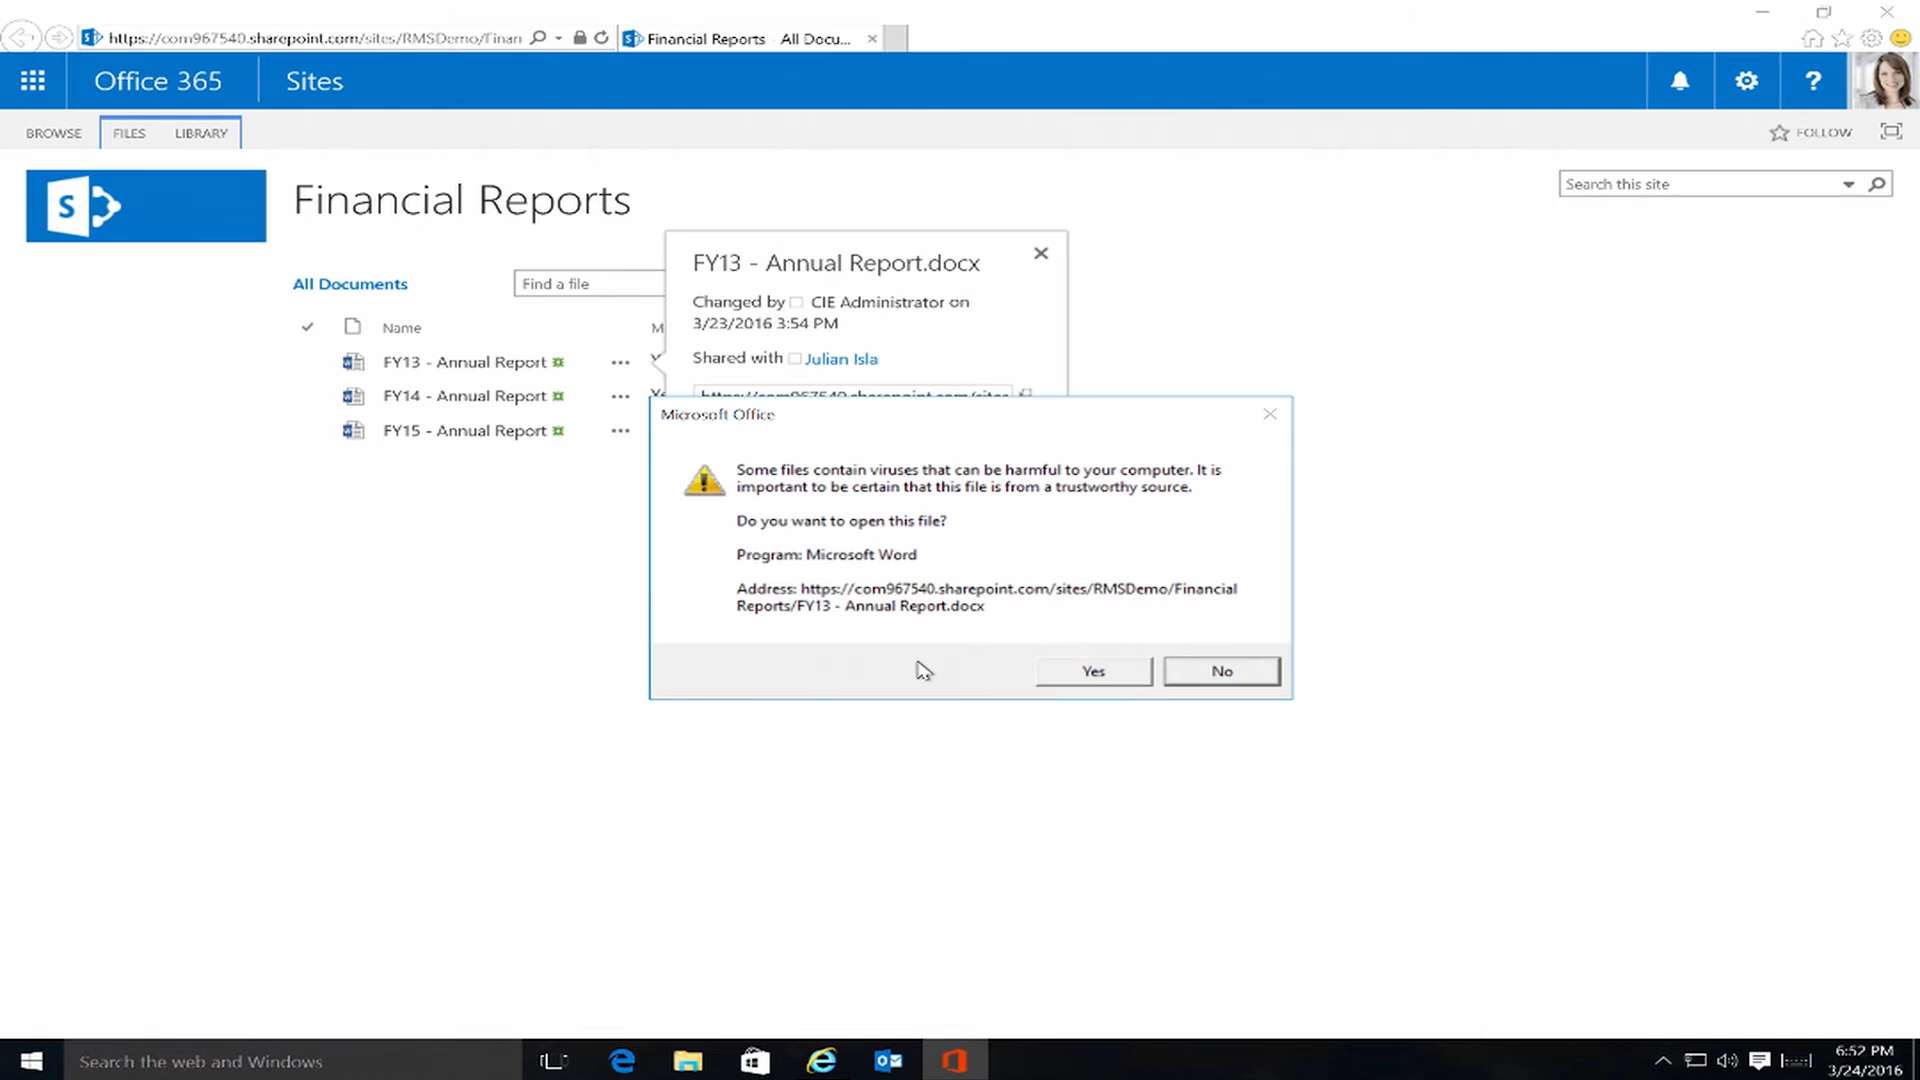 https://com967540.sharepoint.com/sites/RMSDemo/Finan
Financial Reports - All Docu...
Office 365
Sites
?
BROWSE
FILES
LIBRARY
FOLLOW
S
Financial Reports
Search this site
FY13 - Annual Report.docx
Changed by CIE Administrator on
3/23/2016 3:54 PM
Shared with Julian Isla
https://com967540.sharepoint.com/sites
All Documents
Find a file
Name
M
FY13 - Annual Report
FY14 - Annual Report
Ye
FY15 - Annual Report
Microsoft Office
Some files contain viruses that can be harmful to your computer. It is
important to be certain that this file is from a trustworthy source.
Do you want to open this file?
Program: Microsoft Word
Address: https://com967540.sharepoint.com/sites/RMSDemo/Financial
Reports/FY13 - Annual Report.docx
Yes
No
Search the web and Windows
6:52 PM
3/24/2016